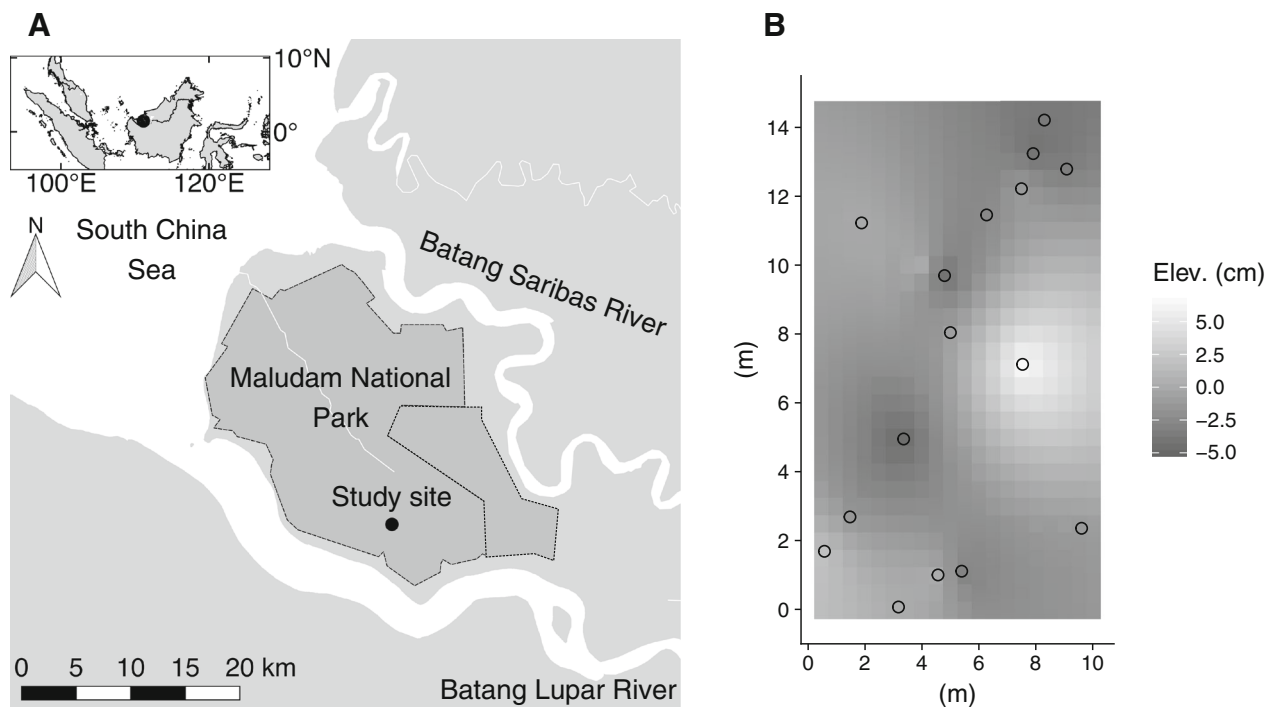 A
10°N
0°
100°E 120°E
N
South China
Sea
Batang Saribas River
Maludam National
Park
Study site
0 5 10 15 20 km
Batang Lupar River
B
14
12
10
8
6
4
2
0
(m)
0 2 4 6 8 10
(m)
Elev. (cm)
5.0
2.5
0.0
−2.5
−5.0